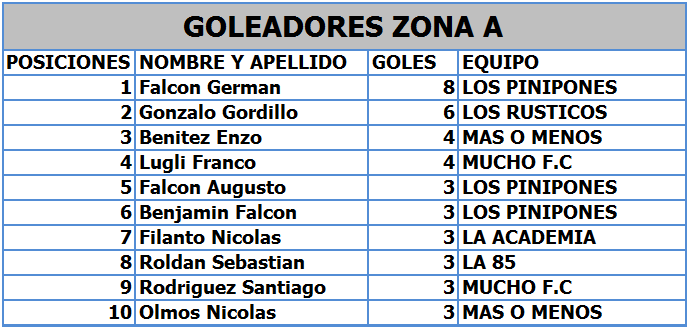 GOLEADORES ZONA A
POSICIONES NOMBRE Y APELLIDO GOLES EQUIPO
1 Falcon German 8 LOS PINIPONES
2 Gonzalo Gordillo 6 LOS RUSTICOS
3 Benitez Enzo 4 MAS O MENOS
4 Lugli Franco 4 MUCHO F.C
5 Falcon Augusto 3 LOS PINIPONES
6 Benjamin Falcon 3 LOS PINIPONES
7 Filanto Nicolas 3 LA ACADEMIA
8 Roldan Sebastian 3 LA 85
9 Rodriguez Santiago 3 MUCHO F.C
10 Olmos Nicolas 3 MAS O MENOS